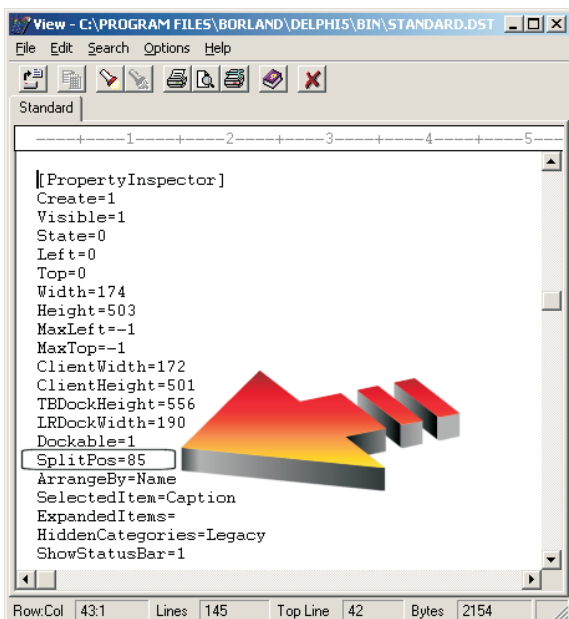 View - C:\PROGRAM FILES\BORLAND\DELPHI5\BIN\STANDARD.DST
File Edit Search Options Help
Standard
----+----1----+----2----+----3----+----4----+----5---
[PropertyInspector]
Create=1
Visible=1
State=0
Left=0
Top=0
Width=174
Height=503
MaxLeft=-1
MaxTop=-1
ClientWidth=172
ClientHeight=501
TBDockHeight=556
LRDockWidth=190
Dockable=1
SplitPos=85
ArrangeBy=Name
SelectedItem=Caption
ExpandedItems=
HiddenCategories=Legacy
ShowStatusBar=1
Row:Col 43:1 Lines 145 Top Line 42 Bytes 2154